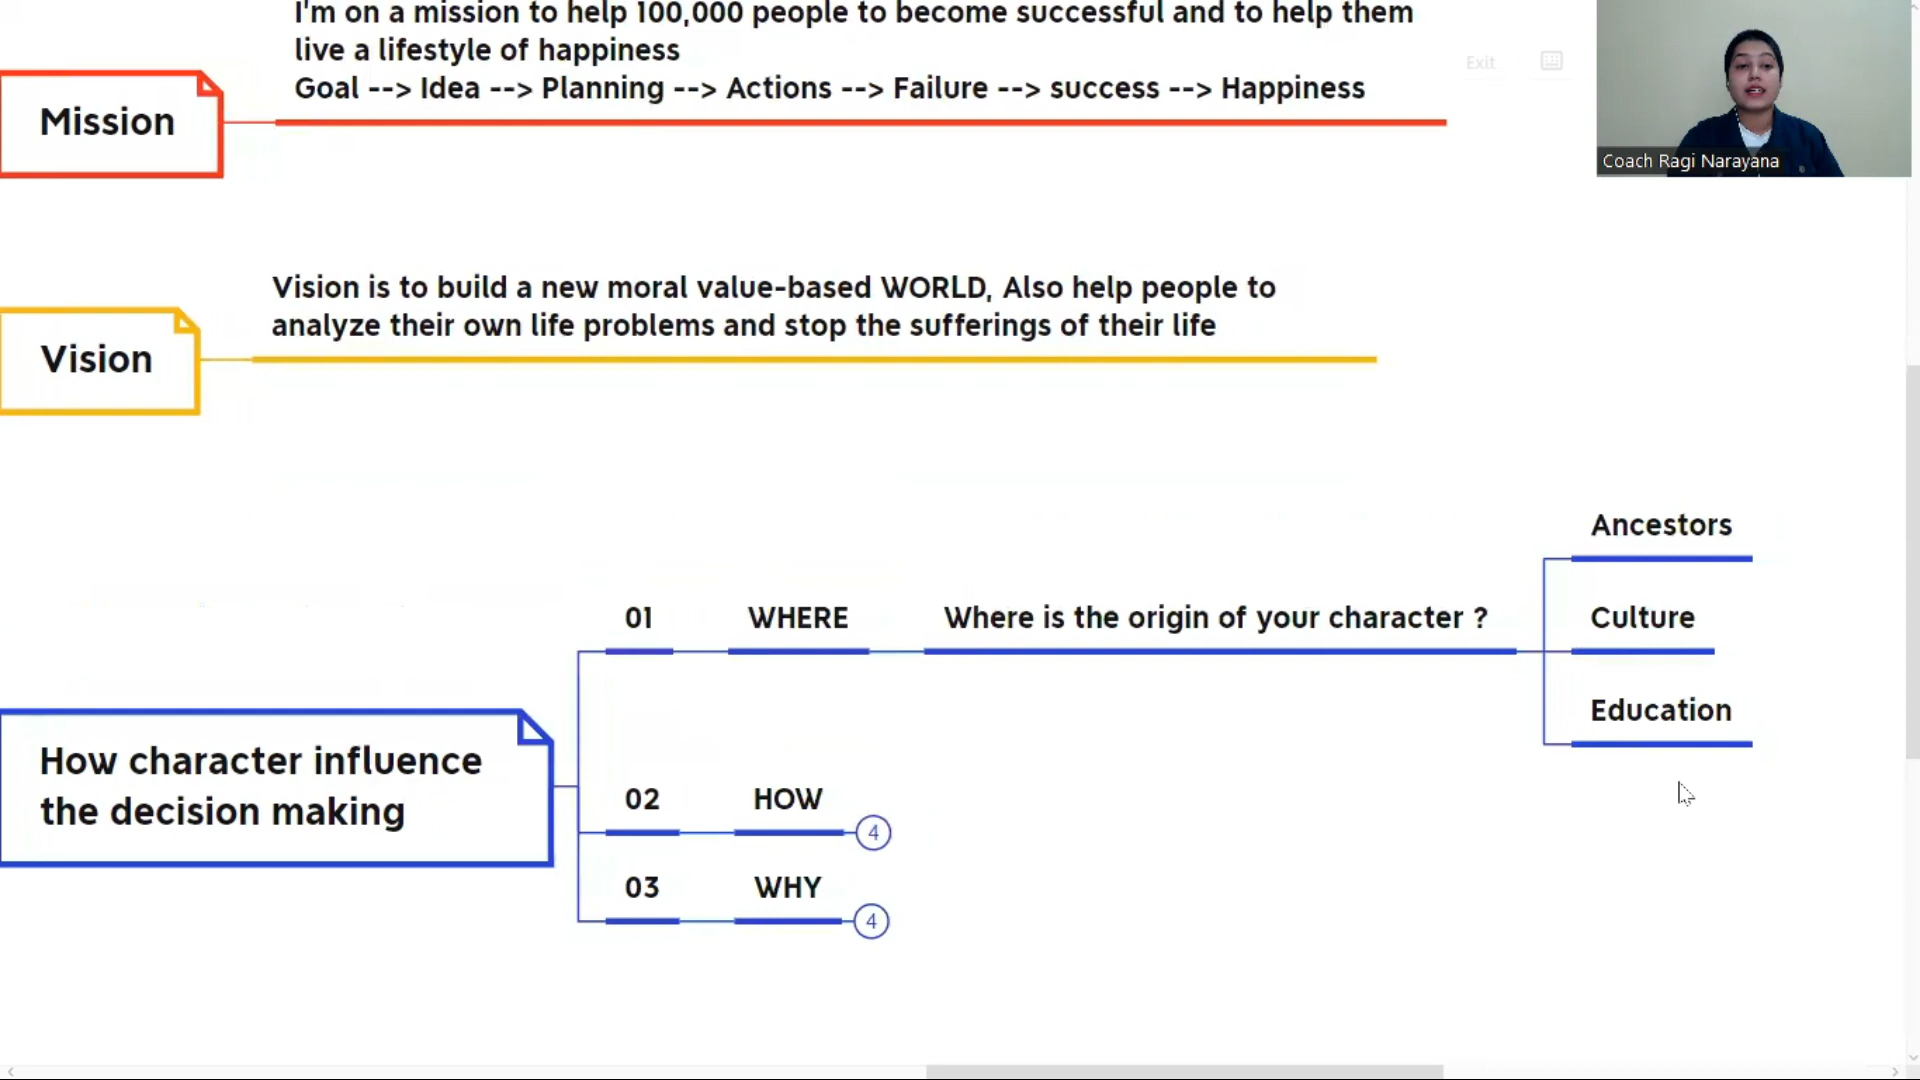 I'm on a mission to help 100,000 people to become successful and to help them
live a lifestyle of happiness
Goal --> Idea --> Planning --> Actions --> Failure --> success --> Happiness
Mission
Exit
Coach Ragi Narayana
Vision is to build a new moral value-based WORLD, Also help people to
analyze their own life problems and stop the sufferings of their life
Vision
Ancestors
01 WHERE Where is the origin of your character ? Culture
Education
How character influence
the decision making
02 HOW 4
03 WHY 4